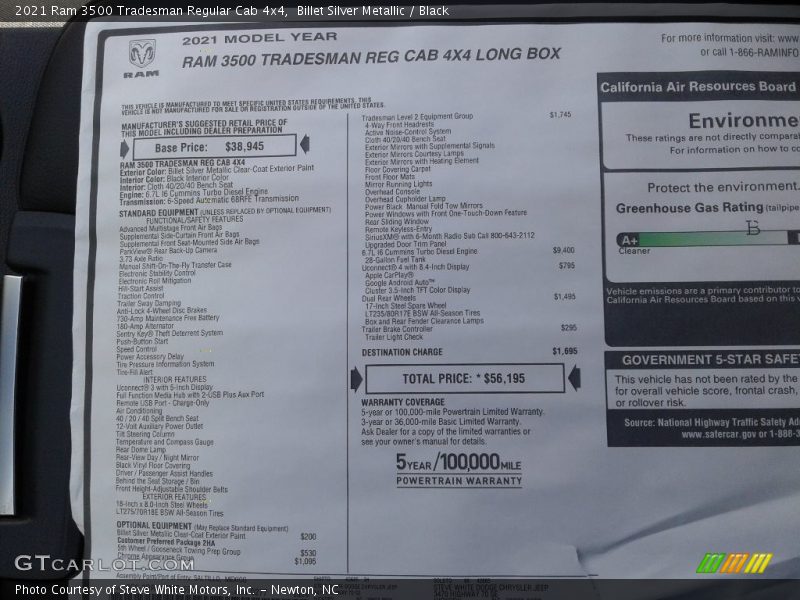 2021 Ram 3500 Tradesman Regular Cab 4x4,  Billet Silver Metallic / Black
RAM
2021 MODEL YEAR
RAM 3500 TRADESMAN REG CAB 4X4 LONG BOX
For more information visit: www
or call 1-866-RAMINFO
THIS VEHICLE IS MANUFACTURED TO MEET SPECIFIC UNITED STATES REQUIREMENTS. THIS
VEHICLE IS NOT MANUFACTURED FOR SALE OR REGISTRATION OUTSIDE OF THE UNITED STATES.
MANUFACTURER'S SUGGESTED RETAIL PRICE OF
THIS MODEL INCLUDING DEALER PREPARATION
Base Price: $38,945
RAM 3500 TRADESMAN REG CAB 4X4
Exterior Color: Billet Silver Metallic Clear-Coat Exterior Paint
Interior Color: Black Interior Color
Interior: Cloth 40/20/40 Bench Seat
Engine: 6.7L I6 Cummins Turbo Diesel Engine
Transmission: 6-Speed Automatic 68RFE Transmission
STANDARD EQUIPMENT (UNLESS REPLACED BY OPTIONAL EQUIPMENT)
FUNCTIONAL/SAFETY FEATURES
Advanced Multistage Front Air Bags
Supplemental Side-Curtain Front Air Bags
Supplemental Front Seat-Mounted Side Air Bags
ParkView® Rear Back-Up Camera
3.73 Axle Ratio
Manual Shift-On-The-Fly Transfer Case
Electronic Stability Control
Electronic Roll Mitigation
Hill-Start Assist
Traction Control
Trailer Sway Damping
Anti-Lock 4-Wheel Disc Brakes
730-Amp Maintenance Free Battery
180-Amp Alternator
Sentry Key® Theft Deterrent System
Push-Button Start
Speed Control
Power Accessory Delay
Tire Pressure Information System
Tire-Fill Alert
INTERIOR FEATURES
Uconnect® 3 with 5-Inch Display
Full Function Media Hub with 2-USB Plus Aux Port
Remote USB Port - Charge-Only
Air Conditioning
40 / 20 / 40 Split Bench Seat
12-Volt Auxiliary Power Outlet
Tilt Steering Column
Temperature and Compass Gauge
Rear Dome Lamp
Rear-View Day / Night Mirror
Black Vinyl Floor Covering
Driver / Passenger Assist Handles
Behind the Seat Storage / Bin
Front Height-Adjustable Shoulder Belts
EXTERIOR FEATURES
18-Inch x 8.0-Inch Steel Wheels
LT275/70R18E BSW All-Season Tires
OPTIONAL EQUIPMENT (May Replace Standard Equipment)
Billet Silver Metallic Clear-Coat Exterior Paint $200
Customer Preferred Package 2HA
5th Wheel / Gooseneck Towing Prep Group $530
Chrome Appearance Group $1,095
Tradesman Level 2 Equipment Group $1,745
4-Way Front Headrests
Active Noise-Control System
Cloth 40/20/40 Bench Seat
Exterior Mirrors with Supplemental Signals
Exterior Mirrors Courtesy Lamps
Exterior Mirrors with Heating Element
Floor Covering Carpet
Front Floor Mats
Mirror Running Lights
Overhead Console
Overhead Cupholder Lamp
Power Black Manual Fold Tow Mirrors
Power Windows with Front One-Touch-Down Feature
Rear Sliding Window
Remote Keyless-Entry
SiriusXM® with 6-Month Radio Sub Call 800-643-2112
Upgraded Door Trim Panel
6.7L I6 Cummins Turbo Diesel Engine $9,400
28-Gallon Fuel Tank
Uconnect® 4 with 8.4-Inch Display $795
Apple CarPlay®
Google Android Auto™
Cluster 3.5-Inch TFT Color Display
Dual Rear Wheels $1,495
17-Inch Steel Spare Wheel
LT235/80R17E BSW All-Season Tires
Box and Rear Fender Clearance Lamps
Trailer Brake Controller $295
Trailer Light Check
DESTINATION CHARGE $1,695
TOTAL PRICE: * $56,195
WARRANTY COVERAGE
5-year or 100,000-mile Powertrain Limited Warranty.
3-year or 36,000-mile Basic Limited Warranty.
Ask Dealer for a copy of the limited warranties or
see your owner's manual for details.
5YEAR/100,000MILE
POWERTRAIN WARRANTY
California Air Resources Board
Environme
These ratings are not directly compara
For information on how to co
Protect the environment.
Greenhouse Gas Rating (tailpipe
B
A+
Cleaner
Vehicle emissions are a primary contributor to
California Air Resources Board based on this v
GOVERNMENT 5-STAR SAFET
This vehicle has not been rated by the
for overall vehicle score, frontal crash,
or rollover risk.
Source: National Highway Traffic Safety Ad
www.safercar.gov or 1-888-3
GTCARLOT.COM
Photo Courtesy of Steve White Motors, Inc. – Newton, NC